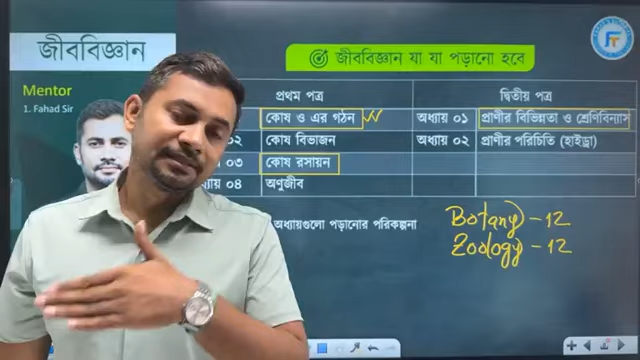 জীববিজ্ঞান
জীববিজ্ঞান যা যা পড়ানো হবে
Mentor
1. Fahad Sir
প্রথম পত্র
দ্বিতীয় পত্র
কোষ ও এর গঠন
অধ্যায় ০১
প্রাণীর বিভিন্নতা ও শ্রেণিবিন্যাস
০২
কোষ বিভাজন
অধ্যায় ০২
প্রাণীর পরিচিতি (হাইড্রা)
০৩
কোষ রসায়ন
০৪
অণুজীব
অধ্যায়গুলো পড়ানোর পরিকল্পনা
Botany - 12
Zoology - 12